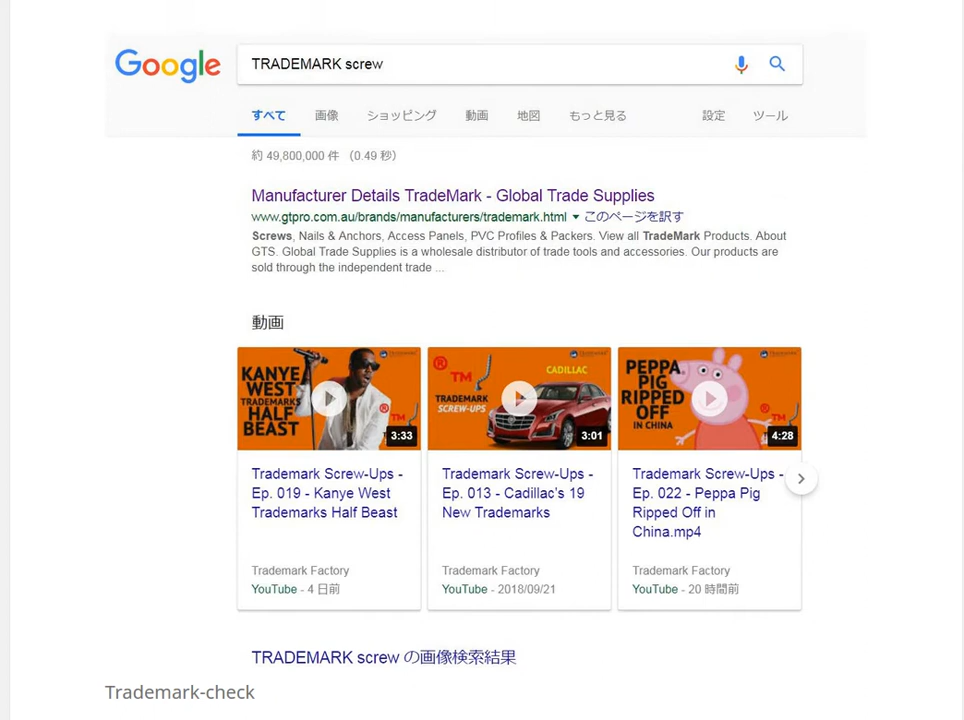 Google
TRADEMARK screw
すべて 画像 ショッピング 動画 地図 もっと見る 設定 ツール
約 49,800,000 件 （0.49 秒）
Manufacturer Details TradeMark - Global Trade Supplies
www.gtpro.com.au/brands/manufacturers/trademark.html ▼ このページを訳す
Screws, Nails & Anchors, Access Panels, PVC Profiles & Packers. View all TradeMark Products. About
GTS. Global Trade Supplies is a wholesale distributor of trade tools and accessories. Our products are
sold through the independent trade ...
動画
KANYE
WEST
TRADEMARKS
HALF
BEAST
® TM
3:33
® TM
CADILLAC
TRADEMARK
SCREW-UPS
3:01
PEPPA
PIG
RIPPED
OFF
IN CHINA
® TM
4:28
Trademark Screw-Ups -
Ep. 019 - Kanye West
Trademarks Half Beast
Trademark Factory
YouTube - 4 日前
Trademark Screw-Ups -
Ep. 013 - Cadillac's 19
New Trademarks
Trademark Factory
YouTube - 2018/09/21
Trademark Screw-Ups -
Ep. 022 - Peppa Pig
Ripped Off in
China.mp4
Trademark Factory
YouTube - 20 時間前
TRADEMARK screw の画像検索結果
Trademark-check